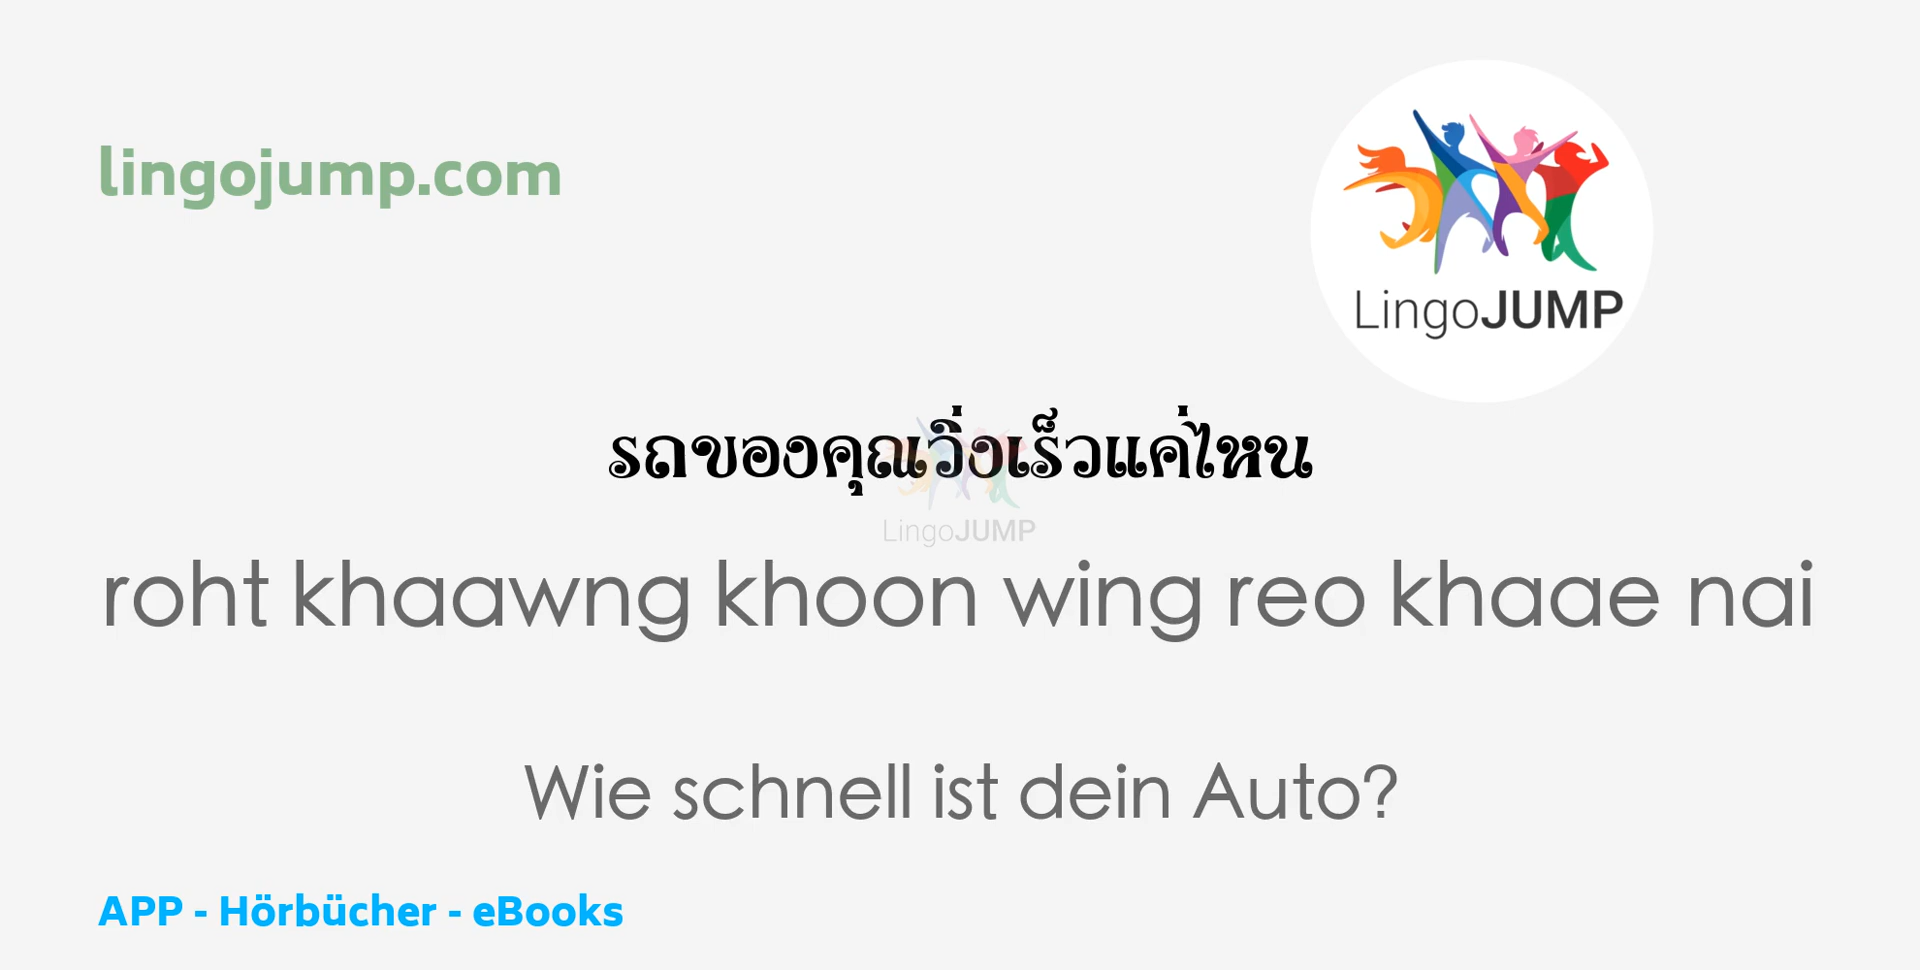 lingojump.com
LingoJUMP
รถของคุณวิ่งเร็วแค่ไหน
LingoJUMP
roht khaawng khoon wing reo khaae nai
Wie schnell ist dein Auto?
APP - Hörbücher - eBooks